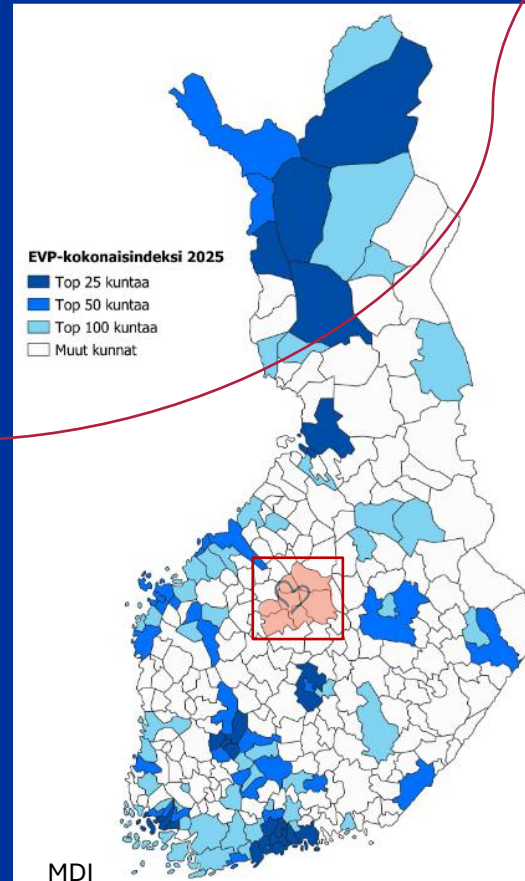 EVP-kokonaisindeksi 2025
Top 25 kuntaa
Top 50 kuntaa
Top 100 kuntaa
Muut kunnat
MDI